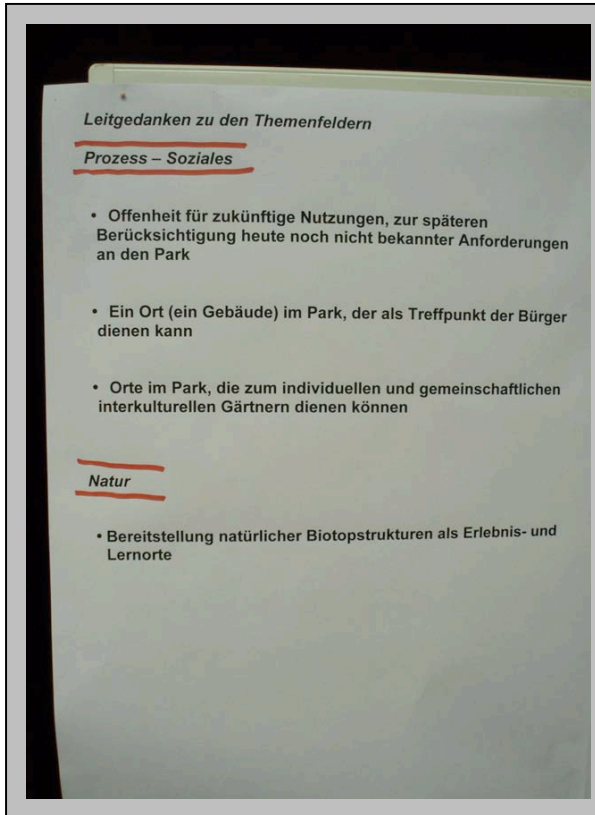 Leitgedanken zu den Themenfeldern
Prozess – Soziales
• Offenheit für zukünftige Nutzungen, zur späteren
Berücksichtigung heute noch nicht bekannter Anforderungen
an den Park
• Ein Ort (ein Gebäude) im Park, der als Treffpunkt der Bürger
dienen kann
• Orte im Park, die zum individuellen und gemeinschaftlichen
interkulturellen Gärtnern dienen können
Natur
• Bereitstellung natürlicher Biotopstrukturen als Erlebnis- und
Lernorte